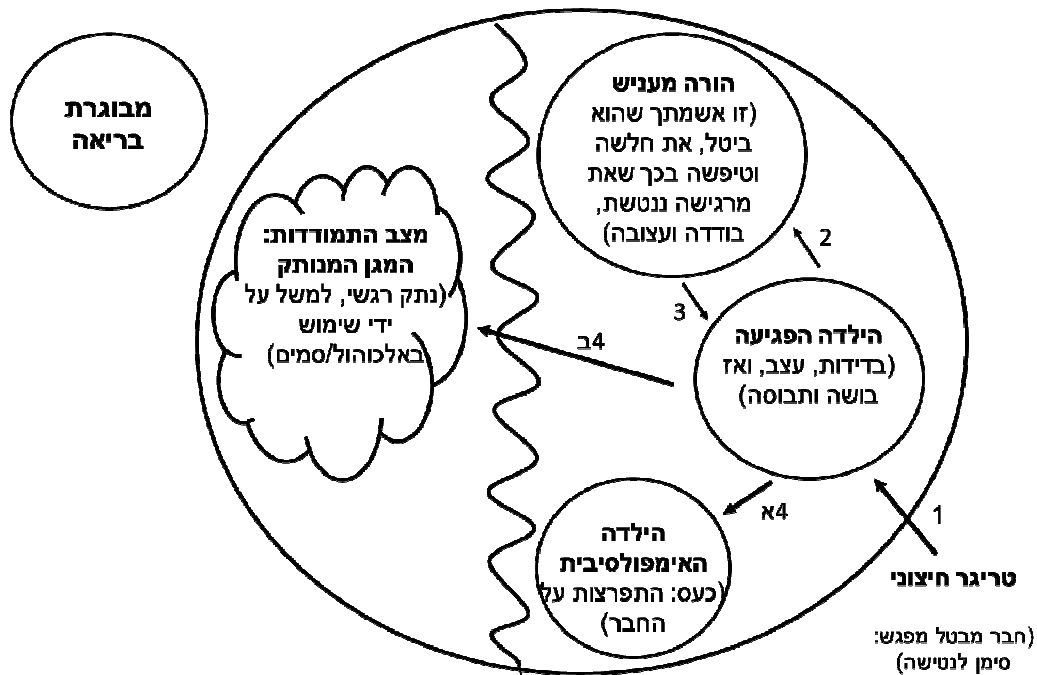 מבוגרת
בריאה
הורה מעניש
(זו אשמתך שהוא
ביטל, את חלשה
וטיפשה בכך שאת
מרגישה ננטשת,
בודדה ועצובה)
מצב התמודדות:
המגן המנותק
(נתק רגשי, למשל על
ידי שימוש
באלכוהול/סמים)
2
3
הילדה הפגיעה
(בדידות, עצב, ואז
בושה ותבוסה)
4ב
4א
הילדה
האימפולסיבית
(כעס: התפרצות על
החבר)
1
טריגר חיצוני
(חבר מבטל מפגש:
סימן לנטישה)